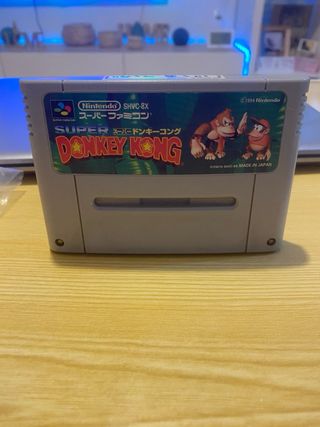 Nintendo SHVC-8X
スーパーファミコン
© 1994 Nintendo
SUPER スーパードンキーコング
DONKEY KONG
MADE IN JAPAN